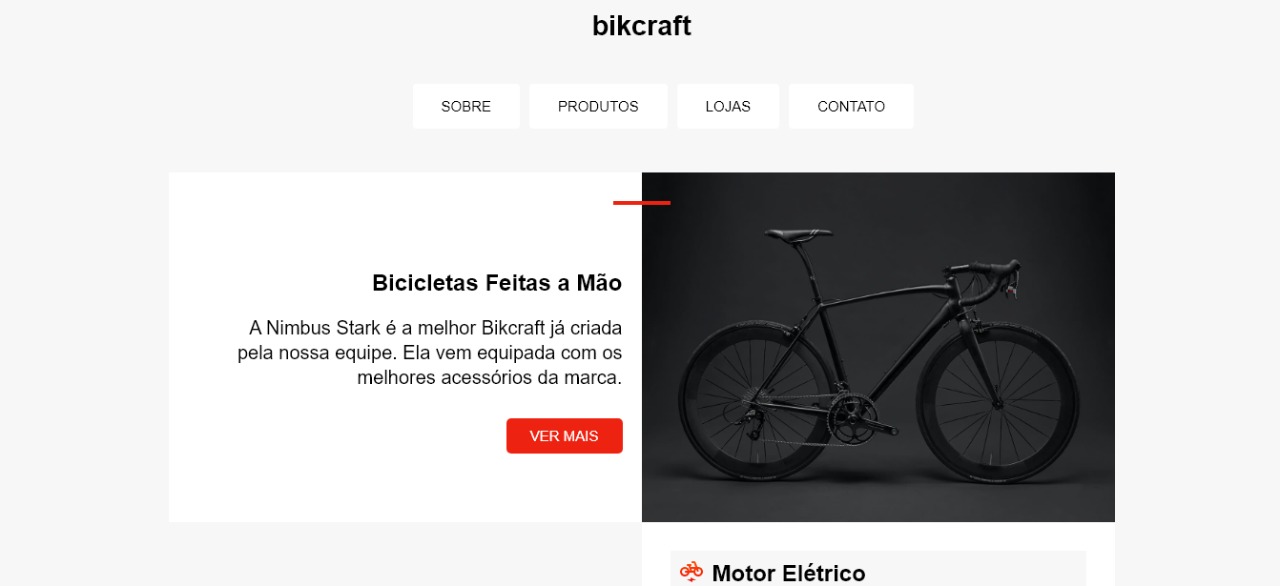 bikcraft
SOBRE
PRODUTOS
LOJAS
CONTATO
Bicicletas Feitas a Mão
A Nimbus Stark é a melhor Bikcraft já criada
pela nossa equipe. Ela vem equipada com os
melhores acessórios da marca.
VER MAIS
Motor Elétrico